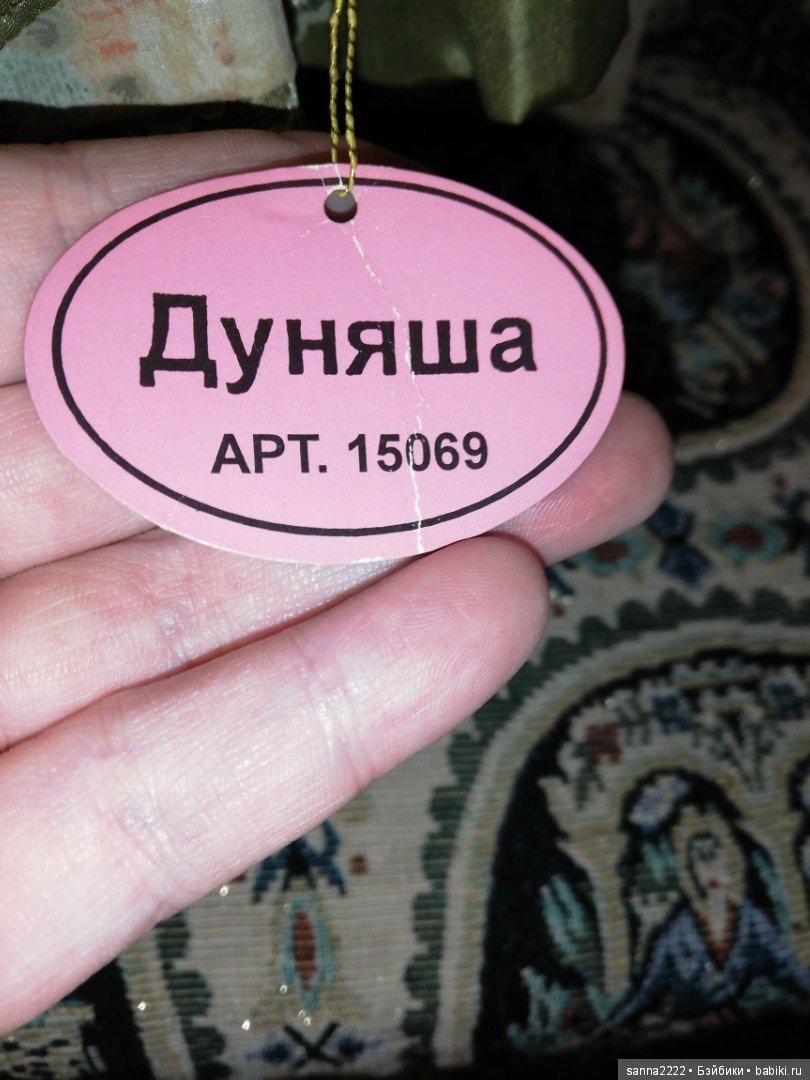 Дуняша
АРТ. 15069
sanna2222 • Бэйбики • babiki.ru